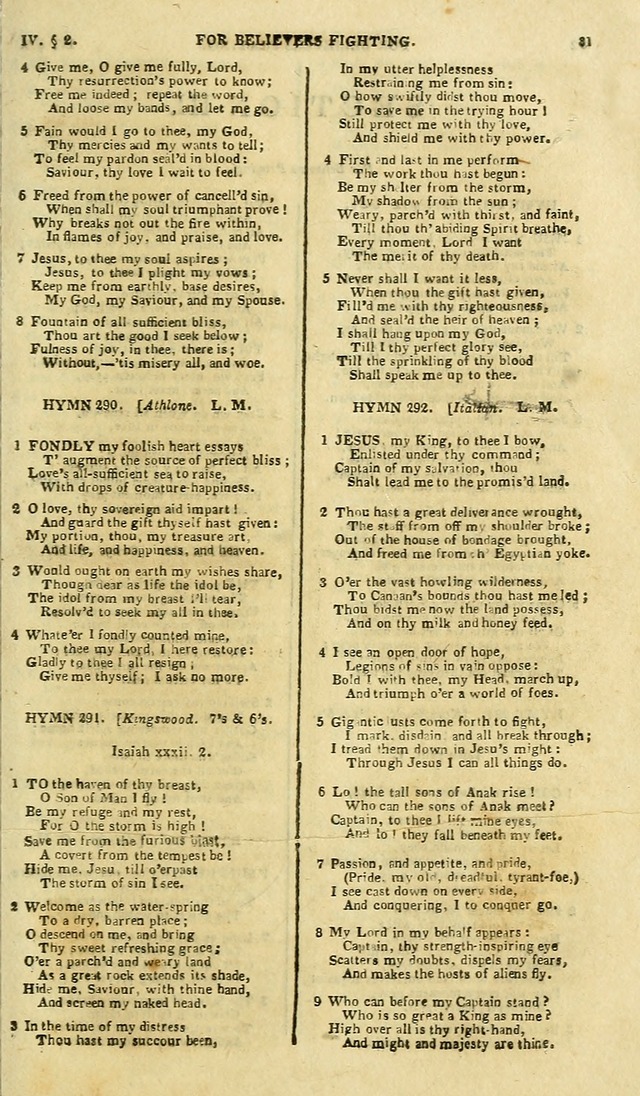 IV. § 2. FOR BELIEVERS FIGHTING. 81
4 Give me, O give me fully, Lord,
Thy resurrection's power to know;
Free me indeed; repeat the word,
And loose my bands, and let me go.
5 Fain would I go to thee, my God,
Thy mercies and my wants to tell;
To feel my pardon seal'd in blood:
Saviour, thy love I wait to feel.
6 Freed from the power of cancell'd sin,
When shall my soul triumphant prove!
Why breaks not out the fire within,
In flames of joy, and praise, and love.
7 Jesus, to thee my soul aspires;
Jesus, to thee I plight my vows;
Keep me from earthly, base desires,
My God, my Saviour, and my Spouse.
8 Fountain of all sufficient bliss,
Thou art the good I seek below;
Fulness of joy, in thee, there is;
Without,—'tis misery all, and woe.
HYMN 290. [Athlone. L. M.
1 FONDLY my foolish heart essays
T' augment the source of perfect bliss;
Love's all-sufficient sea to raise,
With drops of creature-happiness.
2 O love, thy sovereign aid impart!
And guard the gift thyself hast given:
My portion, thou, my treasure art,
And life, and happiness, and heaven.
3 Would ought on earth my wishes share,
Though dear as life the idol be,
The idol from my breast I'll tear,
Resolv'd to seek my all in thee.
4 Whate'er I fondly counted mine,
To thee my Lord, I here restore:
Gladly to thee I all resign;
Give me thyself; I ask no more.
HYMN 291. [Kingswood. 7's & 6's.
Isaiah xxxii. 2.
1 TO the haven of thy breast,
O Son of Man I fly!
Be my refuge and my rest,
For O the storm is high!
Save me from the furious blast,
A covert from the tempest be!
Hide me, Jesu, till o'erpast
The storm of sin I see.
2 Welcome as the water-spring
To a dry, barren place;
O descend on me, and bring
Thy sweet refreshing grace;
O'er a parch'd and weary land
As a great rock extends its shade,
Hide me, Saviour, with thine hand,
And screen my naked head.
3 In the time of my distress
Thou hast my succour been,
In my utter helplessness
Restraining me from sin:
O how swiftly didst thou move,
To save me in the trying hour!
Still protect me with thy love,
And shield me with thy power.
4 First and last in me perform
The work thou hast begun:
Be my shelter from the storm,
My shadow from the sun;
Weary, parch'd with thirst, and faint,
Till thou th' abiding Spirit breathe,
Every moment, Lord I want
The merit of thy death.
5 Never shall I want it less,
When thou the gift hast given,
Fill'd me with thy righteousness,
And seal'd the heir of heaven;
I shall hang upon my God,
Till I thy perfect glory see,
Till the sprinkling of thy blood
Shall speak me up to thee.
HYMN 292. [Italian. L. M.
1 JESUS, my King, to thee I bow,
Enlisted under thy command;
Captain of my salvation, thou
Shalt lead me to the promis'd land.
2 Thou hast a great deliverance wrought,
The staff from off my shoulder broke;
Out of the house of bondage brought,
And freed me from th' Egyptian yoke.
3 O'er the vast howling wilderness,
To Canaan's bounds thou hast me led;
Thou bidst me now the land possess,
And on thy milk and honey feed.
4 I see an open door of hope,
Legions of sins in vain oppose:
Bold I with thee, my Head, march up,
And triumph o'er a world of foes.
5 Gigantic lusts come forth to fight,
I mark, disdain, and all break through;
I tread them down in Jesu's might:
Through Jesus I can all things do.
6 Lo! the tall sons of Anak rise!
Who can the sons of Anak meet?
Captain, to thee I lift mine eyes,
And lo! they fall beneath my feet.
7 Passion, and appetite, and pride,
(Pride, my old, dreadful, tyrant-foe,)
I see cast down on every side,
And conquering, I to conquer go.
8 My Lord in my behalf appears:
Captain, thy strength-inspiring eye
Scatters my doubts, dispels my fears,
And makes the hosts of aliens fly.
9 Who can before my Captain stand?
Who is so great a King as mine?
High over all is thy right-hand,
And might and majesty are thine.